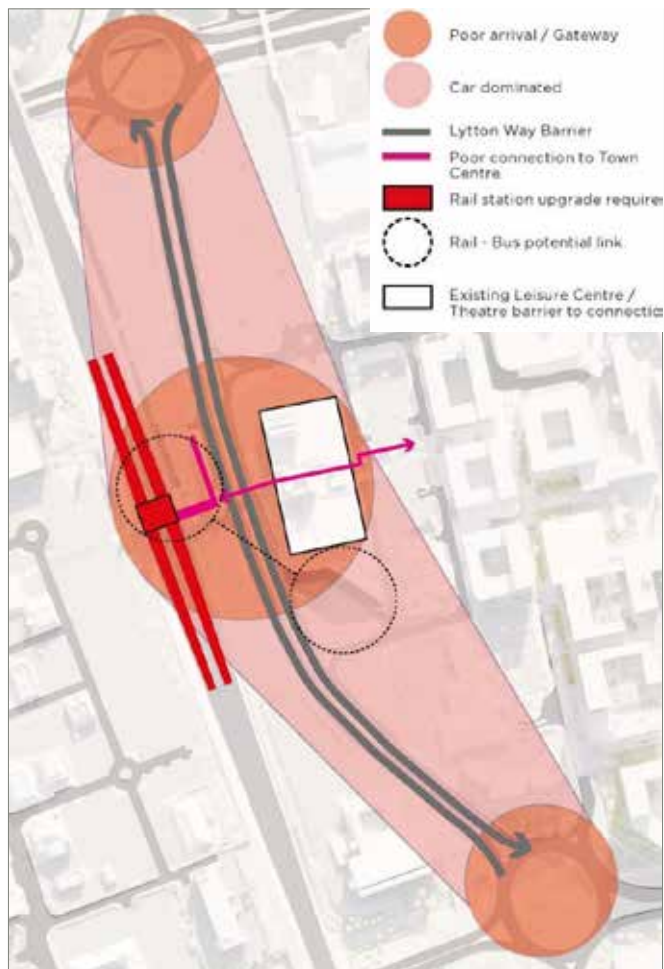 Poor arrival / Gateway
Car dominated
Lytton Way Barrier
Poor connection to Town
Centre
Rail station upgrade require
Rail - Bus potential link
Existing Leisure Centre /
Theatre barrier to connectio